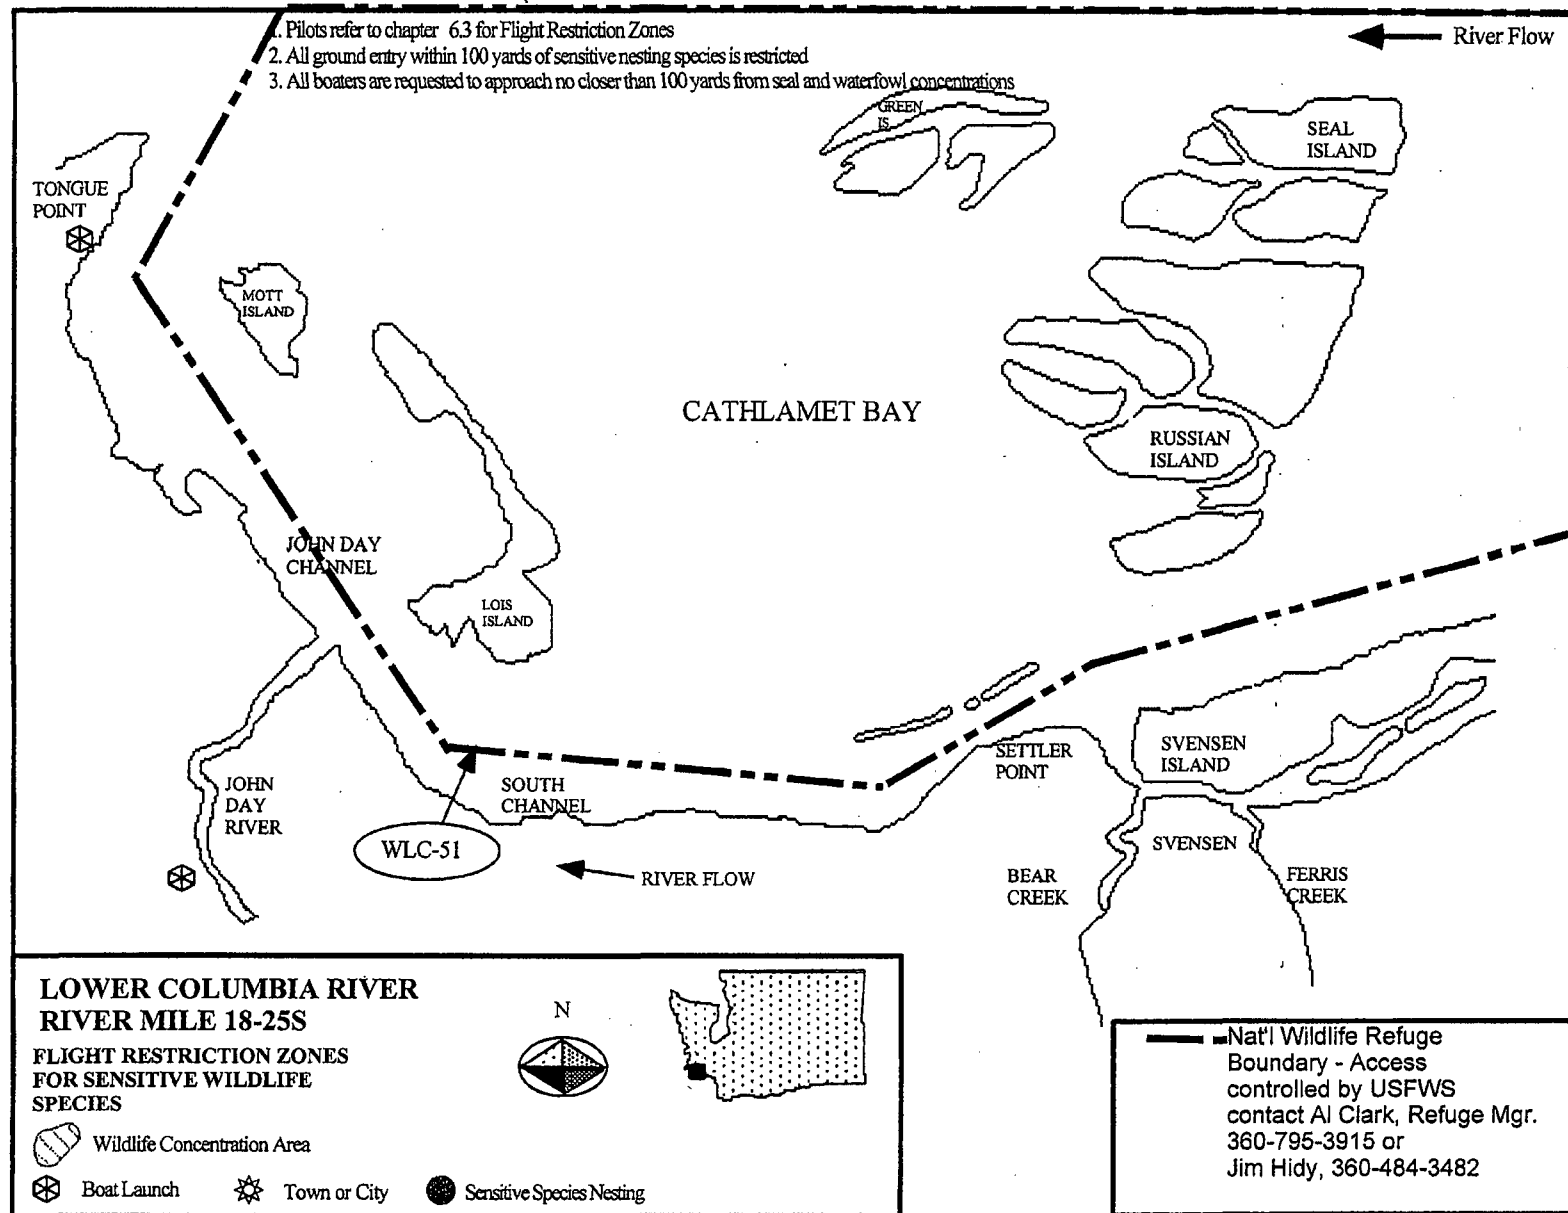 1. Pilots refer to chapter 6.3 for Flight Restriction Zones
2. All ground entry within 100 yards of sensitive nesting species is restricted
3. All boaters are requested to approach no closer than 100 yards from seal and waterfowl concentrations
River Flow
GREEN
IS
SEAL
ISLAND
TONGUE
POINT
MOTT
ISLAND
CATHLAMET BAY
RUSSIAN
ISLAND
JOHN DAY
CHANNEL
LOIS
ISLAND
SETTLER
POINT
SVENSEN
ISLAND
JOHN
DAY
RIVER
SOUTH
CHANNEL
WLC-51
RIVER FLOW
SVENSEN
BEAR
CREEK
FERRIS
CREEK
LOWER COLUMBIA RIVER
RIVER MILE 18-25S
FLIGHT RESTRICTION ZONES
FOR SENSITIVE WILDLIFE
SPECIES
N
Wildlife Concentration Area
Boat Launch
Town or City
Sensitive Species Nesting
Nat'l Wildlife Refuge
Boundary - Access
controlled by USFWS
contact Al Clark, Refuge Mgr.
360-795-3915 or
Jim Hidy, 360-484-3482